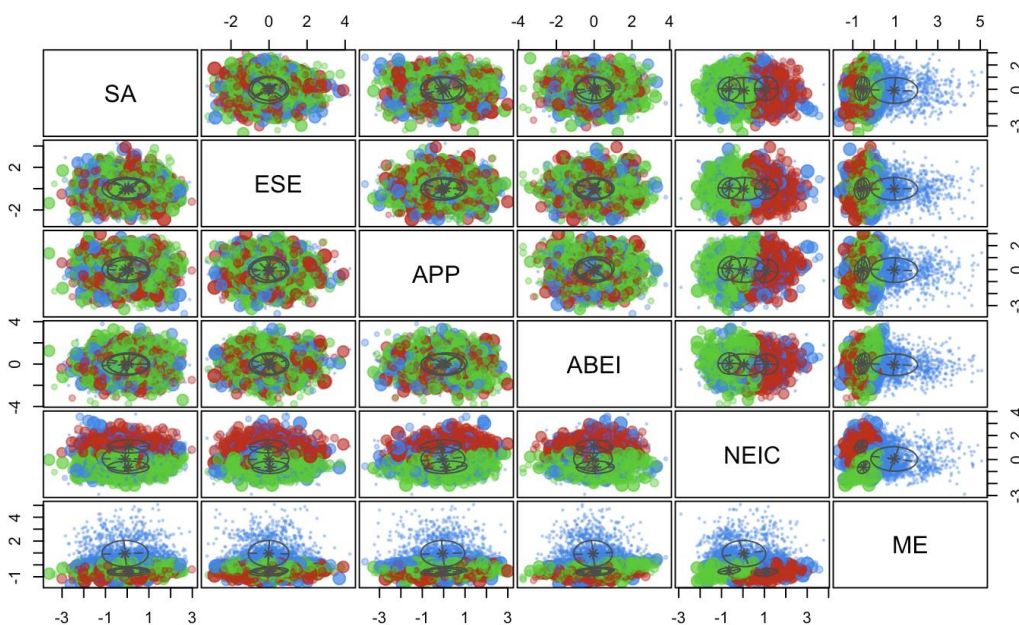 -2 0 2 4
-4 -2 0 2 4
-1 1 3 5
SA
-3 0 2
2 0 -2
ESE
APP
-3 0 2
4 0 -4
ABEI
NEIC
-3 0 2 4
4 2 -1
ME
-3 -1 1 3
-3 -1 1 3
-3 -1 1 3